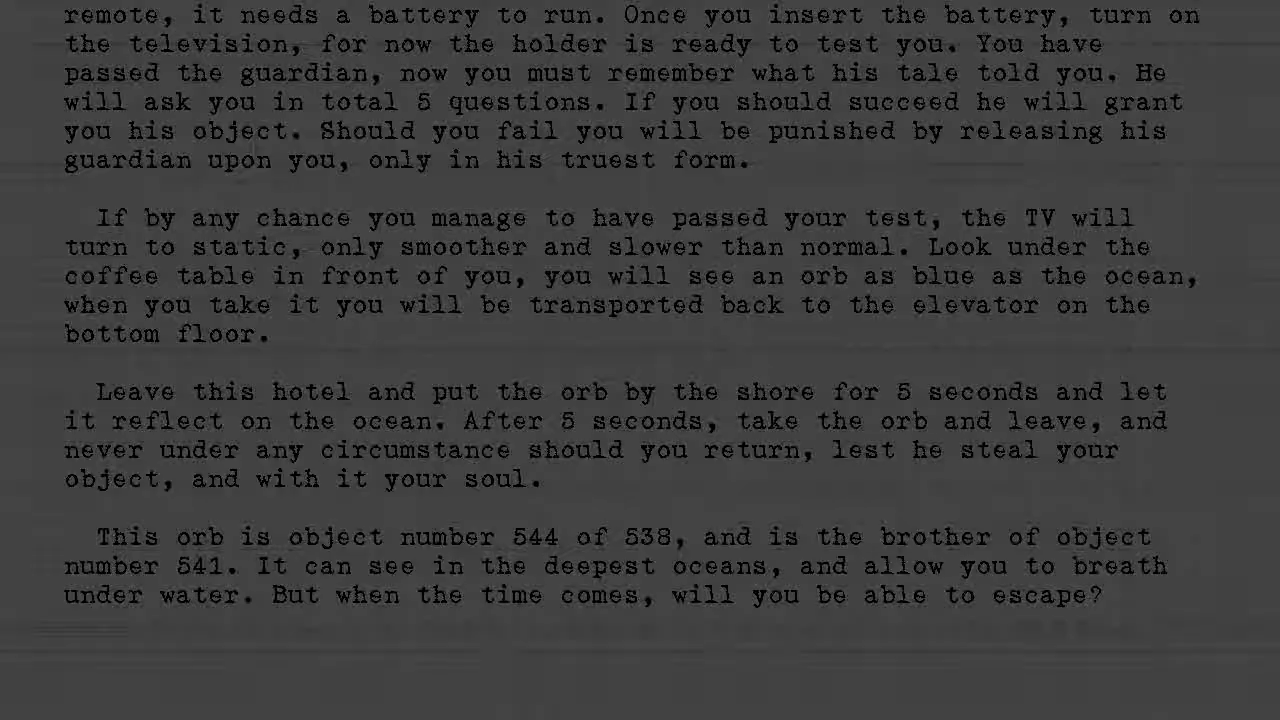 remote, it needs a battery to run. Once you insert the battery, turn on
the television, for now the holder is ready to test you. You have
passed the guardian, now you must remember what his tale told you. He
will ask you in total 5 questions. If you should succeed he will grant
you his object. Should you fail you will be punished by releasing his
guardian upon you, only in his truest form.
If by any chance you manage to have passed your test, the TV will
turn to static, only smoother and slower than normal. Look under the
coffee table in front of you, you will see an orb as blue as the ocean,
when you take it you will be transported back to the elevator on the
bottom floor.
Leave this hotel and put the orb by the shore for 5 seconds and let
it reflect on the ocean. After 5 seconds, take the orb and leave, and
never under any circumstance should you return, lest he steal your
object, and with it your soul.
This orb is object number 544 of 538, and is the brother of object
number 541. It can see in the deepest oceans, and allow you to breath
under water. But when the time comes, will you be able to escape?